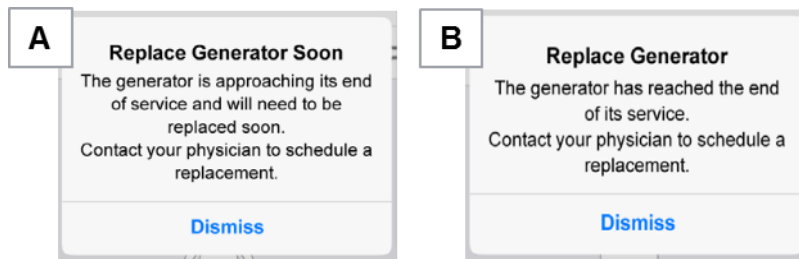 A
Replace Generator Soon
The generator is approaching its end
of service and will need to be
replaced soon.
Contact your physician to schedule a
replacement.
Dismiss
B
Replace Generator
The generator has reached the end
of its service.
Contact your physician to schedule a
replacement.
Dismiss